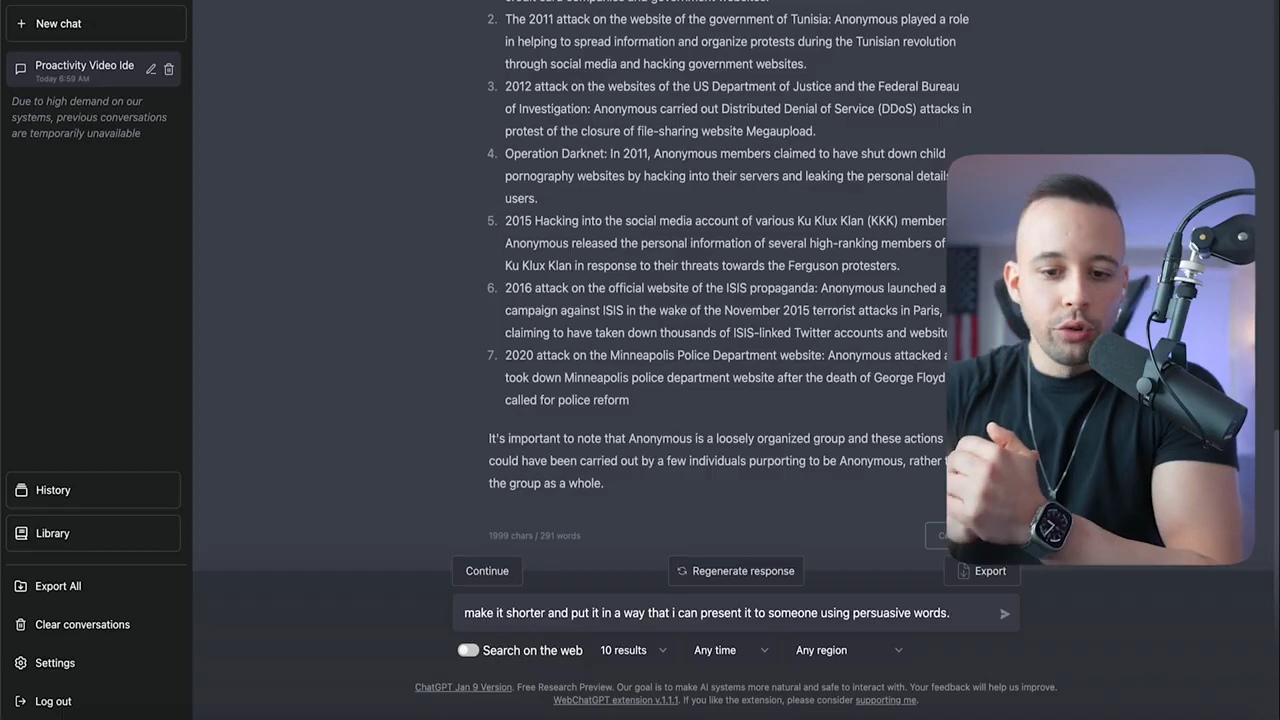 New chat
Proactivity Video Ide
Today 6:59 AM
Due to high demand on our
systems, previous conversations
are temporarily unavailable
History
Library
Export All
Clear conversations
Settings
Log out
2. The 2011 attack on the website of the government of Tunisia: Anonymous played a role
in helping to spread information and organize protests during the Tunisian revolution
through social media and hacking government websites.
3. 2012 attack on the websites of the US Department of Justice and the Federal Bureau
of Investigation: Anonymous carried out Distributed Denial of Service (DDoS) attacks in
protest of the closure of file-sharing website Megaupload.
4. Operation Darknet: In 2011, Anonymous members claimed to have shut down child
pornography websites by hacking into their servers and leaking the personal details
users.
5. 2015 Hacking into the social media account of various Ku Klux Klan (KKK) member
Anonymous released the personal information of several high-ranking members of
Ku Klux Klan in response to their threats towards the Ferguson protesters.
6. 2016 attack on the official website of the ISIS propaganda: Anonymous launched a
campaign against ISIS in the wake of the November 2015 terrorist attacks in Paris,
claiming to have taken down thousands of ISIS-linked Twitter accounts and website
7. 2020 attack on the Minneapolis Police Department website: Anonymous attacked a
took down Minneapolis police department website after the death of George Floyd
called for police reform
It's important to note that Anonymous is a loosely organized group and these actions
could have been carried out by a few individuals purporting to be Anonymous, rather
the group as a whole.
1999 chars / 291 words
Continue
Regenerate response
Export
make it shorter and put it in a way that i can present it to someone using persuasive words.
Search on the web
10 results
Any time
Any region
ChatGPT Jan 9 Version. Free Research Preview. Our goal is to make AI systems more natural and safe to interact with. Your feedback will help us improve.
WebChatGPT extension v.1.1.1. If you like the extension, please consider supporting me.